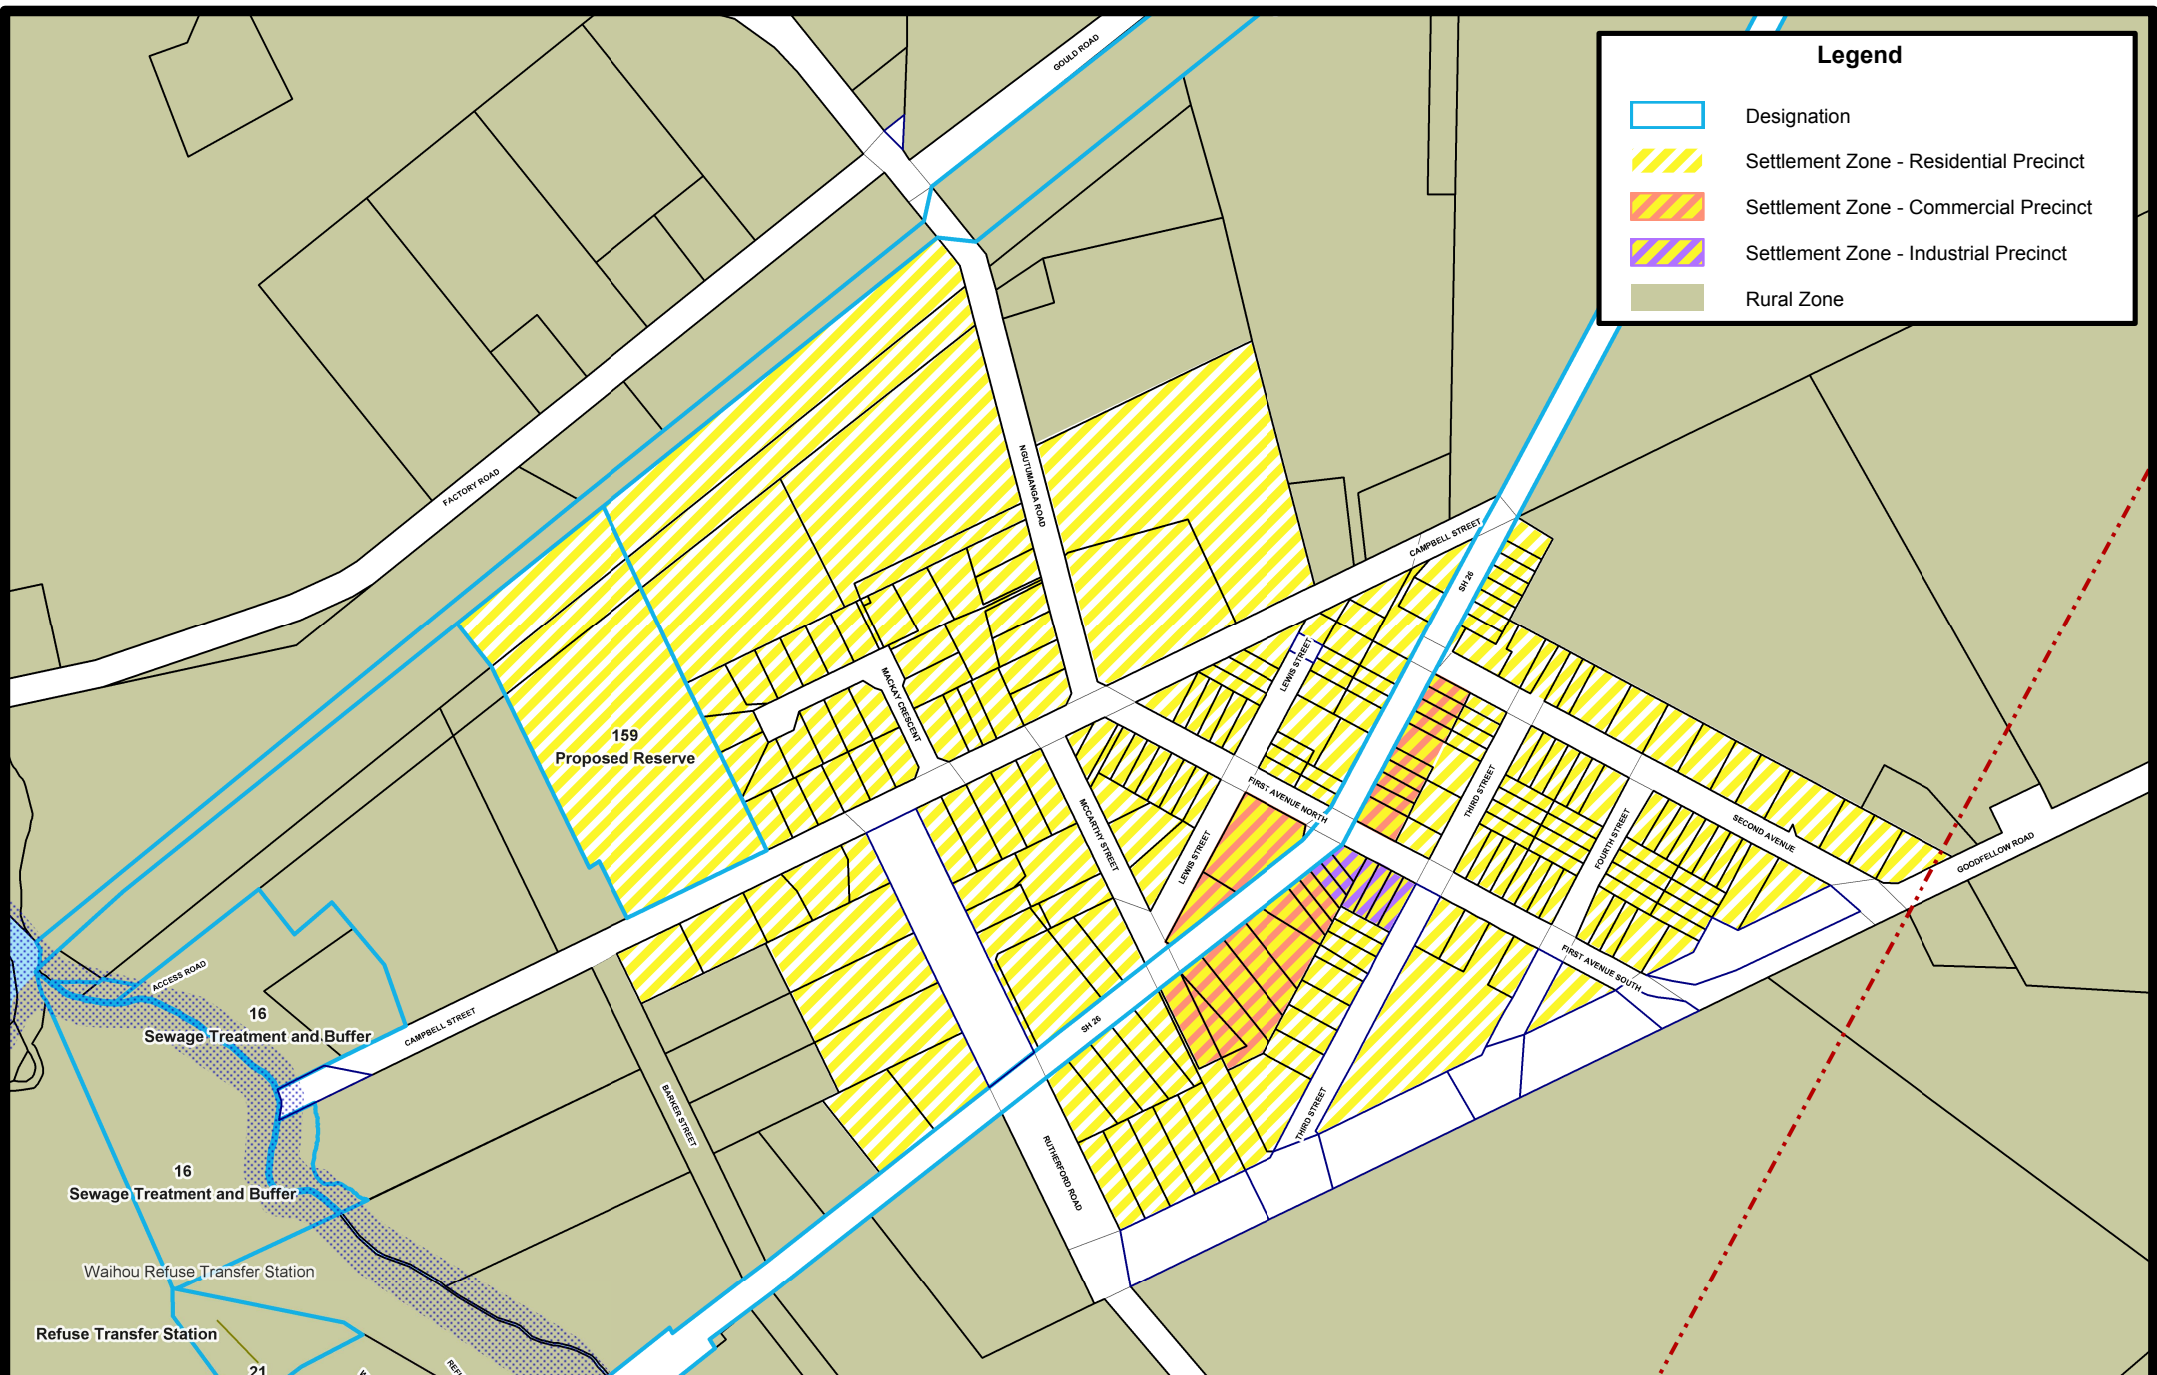 GOULD ROAD
Legend
Designation
Settlement Zone - Residential Precinct
Settlement Zone - Commercial Precinct
Settlement Zone - Industrial Precinct
Rural Zone
FACTORY ROAD
NGUTUMANGA ROAD
CAMPBELL STREET
SH 26
LEWIS STREET
MACKAY CRESCENT
159
Proposed Reserve
FIRST AVENUE NORTH
THIRD STREET
MCCARTHY STREET
LEWIS STREET
FOURTH STREET
SECOND AVENUE
GOODFELLOW ROAD
FIRST AVENUE SOUTH
ACCESS ROAD
16
Sewage Treatment and Buffer
CAMPBELL STREET
SH 26
BARKER STREET
THIRD STREET
RUTHERFORD ROAD
16
Sewage Treatment and Buffer
Waihou Refuse Transfer Station
Refuse Transfer Station
21